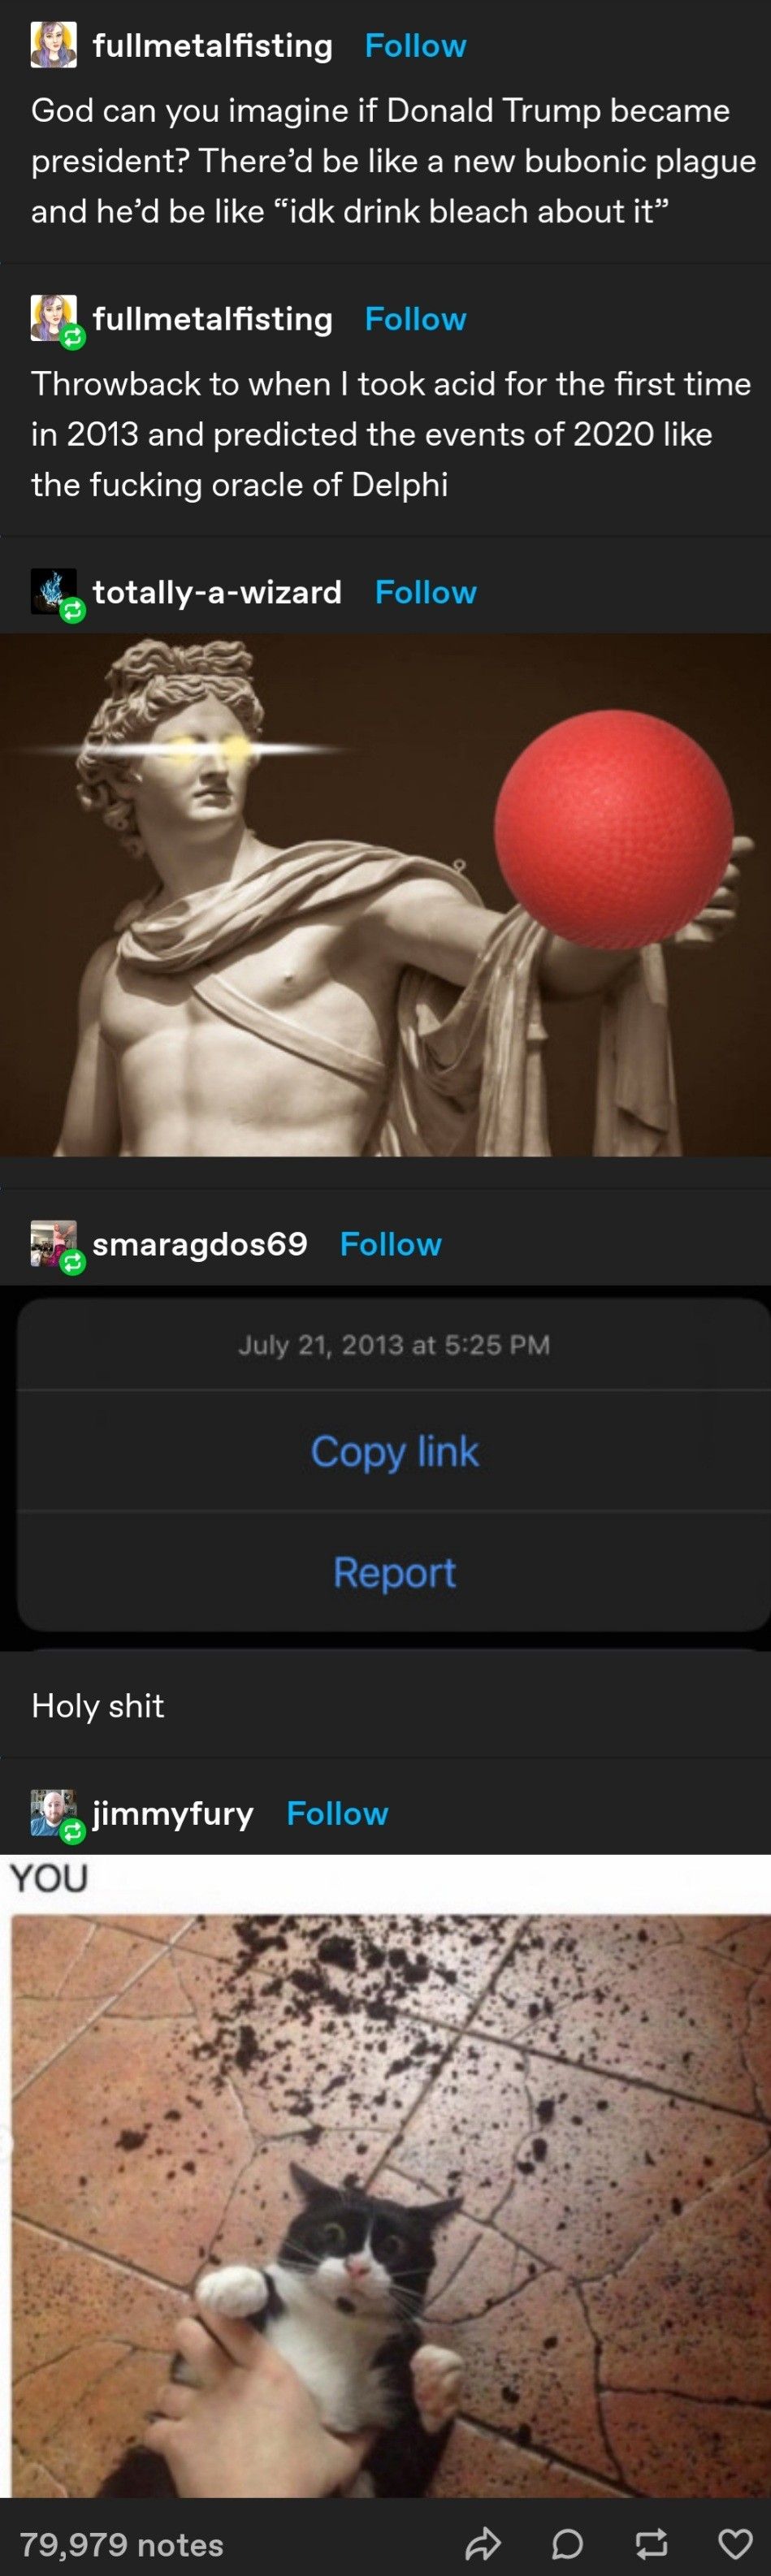 fullmetalfisting Follow
God can you imagine if Donald Trump became
president? There’d be like a new bubonic plague
and he’d be like “idk drink bleach about it”
fullmetalfisting Follow
Throwback to when I took acid for the first time
in 2013 and predicted the events of 2020 like
the fucking oracle of Delphi
totally-a-wizard Follow
smaragdos69 Follow
July 21, 2013 at 5:25 PM
Copy link
Report
Holy shit
jimmyfury Follow
YOU
79,979 notes